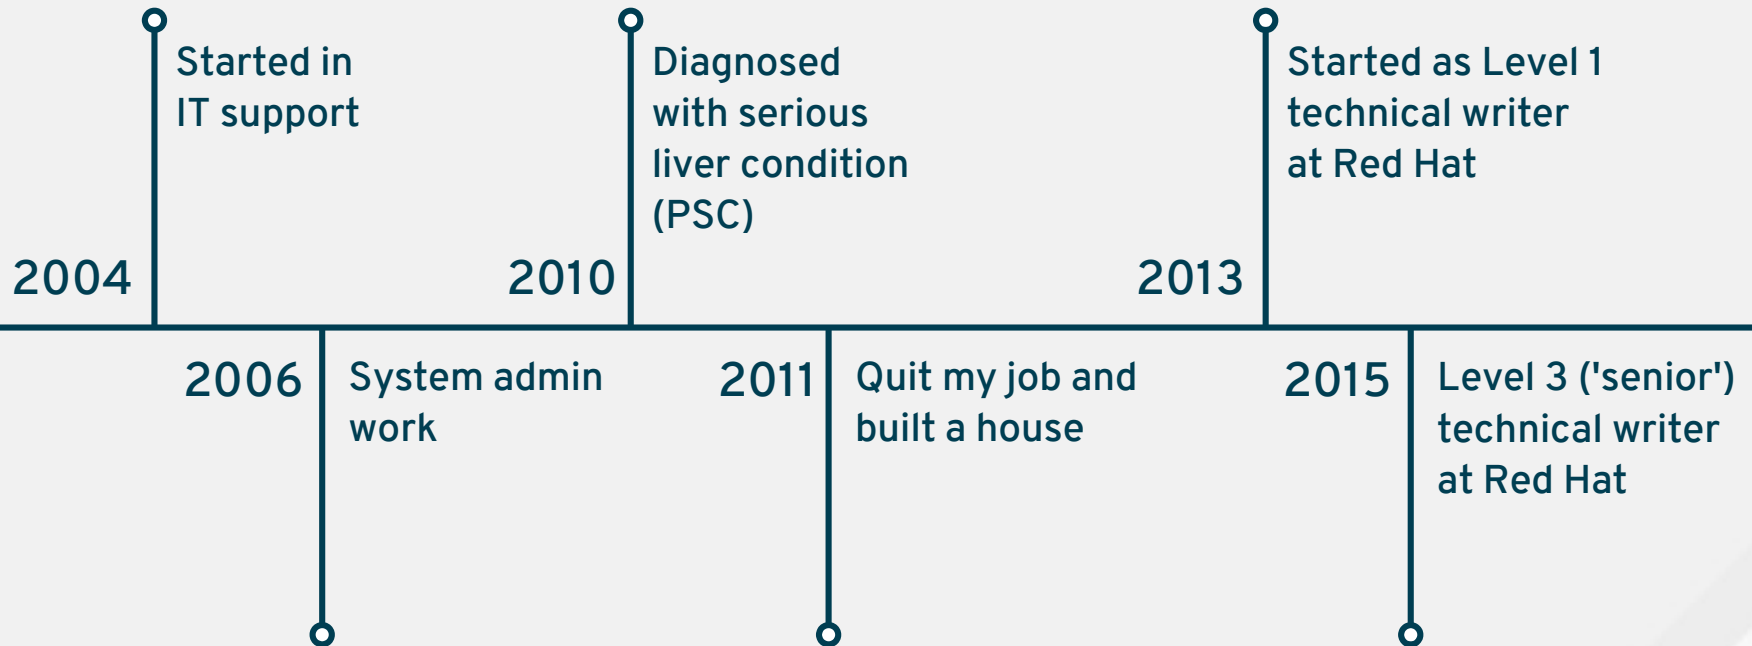 2004
Started in
IT support
2006
System admin
work
2010
Diagnosed
with serious
liver condition
(PSC)
2011
Quit my job and
built a house
2013
Started as Level 1
technical writer
at Red Hat
2015
Level 3 ('senior')
technical writer
at Red Hat